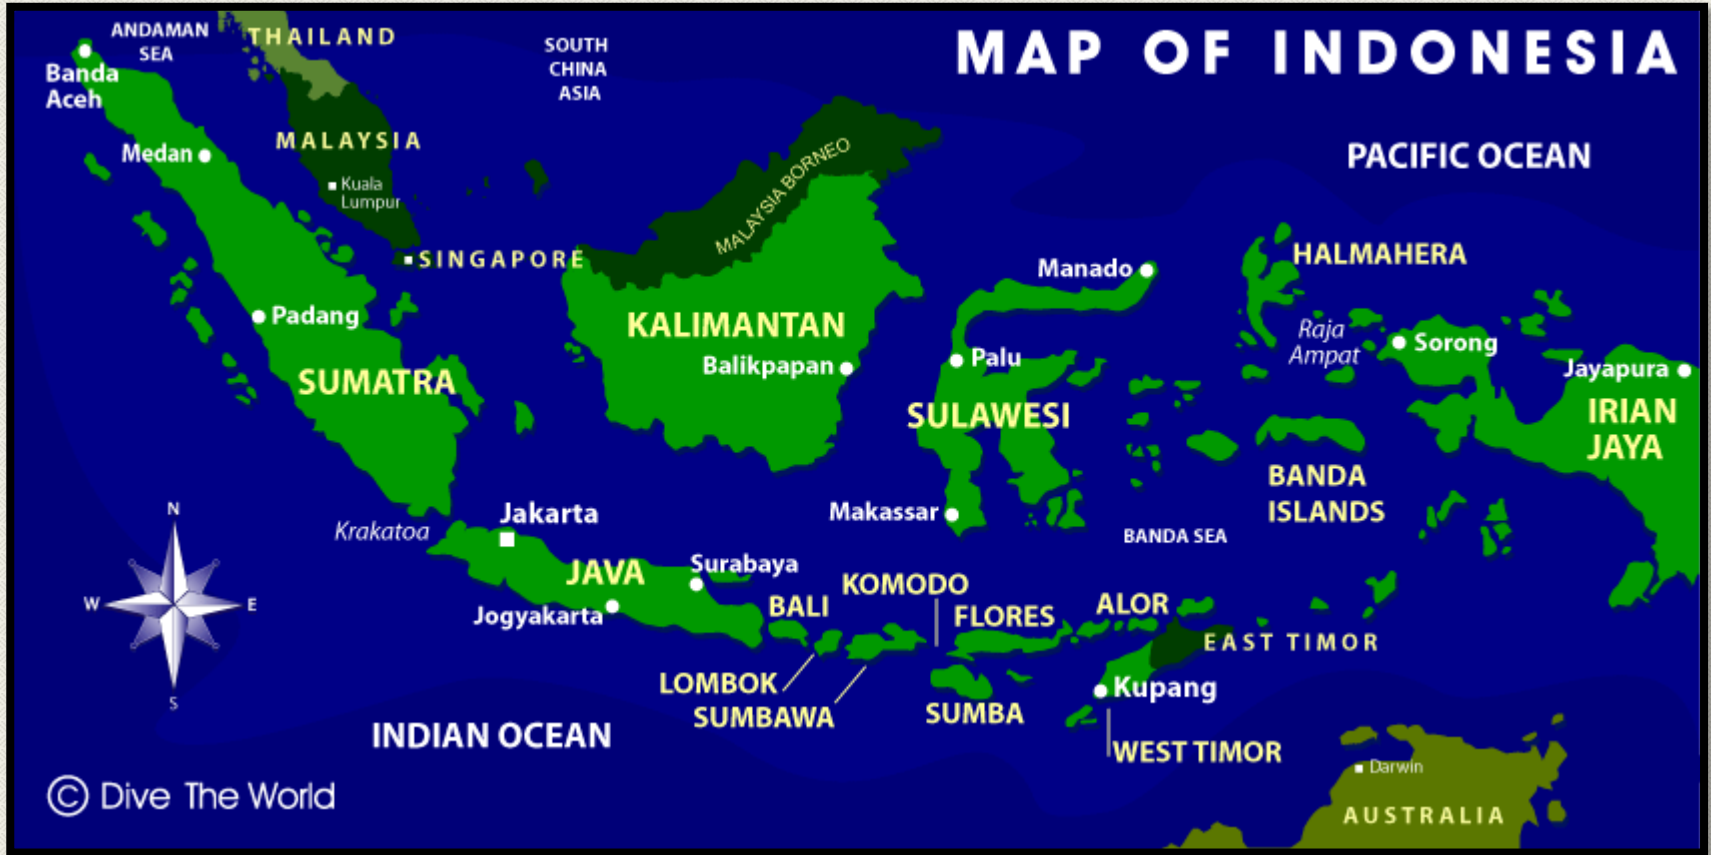 MAP OF INDONESIA
ANDAMAN
SEA
THAILAND
SOUTH
CHINA
ASIA
Banda
Aceh
MALAYSIA
Medan
Kuala
Lumpur
MALAYSIA BORNEO
PACIFIC OCEAN
SINGAPORE
HALMAHERA
Manado
Padang
KALIMANTAN
Raja
Ampat
Sorong
Balikpapan
Palu
Jayapura
SUMATRA
SULAWESI
IRIAN
JAYA
BANDA
ISLANDS
Makassar
BANDA SEA
Krakatoa
Jakarta
N
W
E
S
JAVA
Surabaya
Jogyakarta
BALI
KOMODO
FLORES
ALOR
EAST TIMOR
LOMBOK
SUMBAWA
SUMBA
Kupang
WEST TIMOR
INDIAN OCEAN
Darwin
AUSTRALIA
© Dive The World